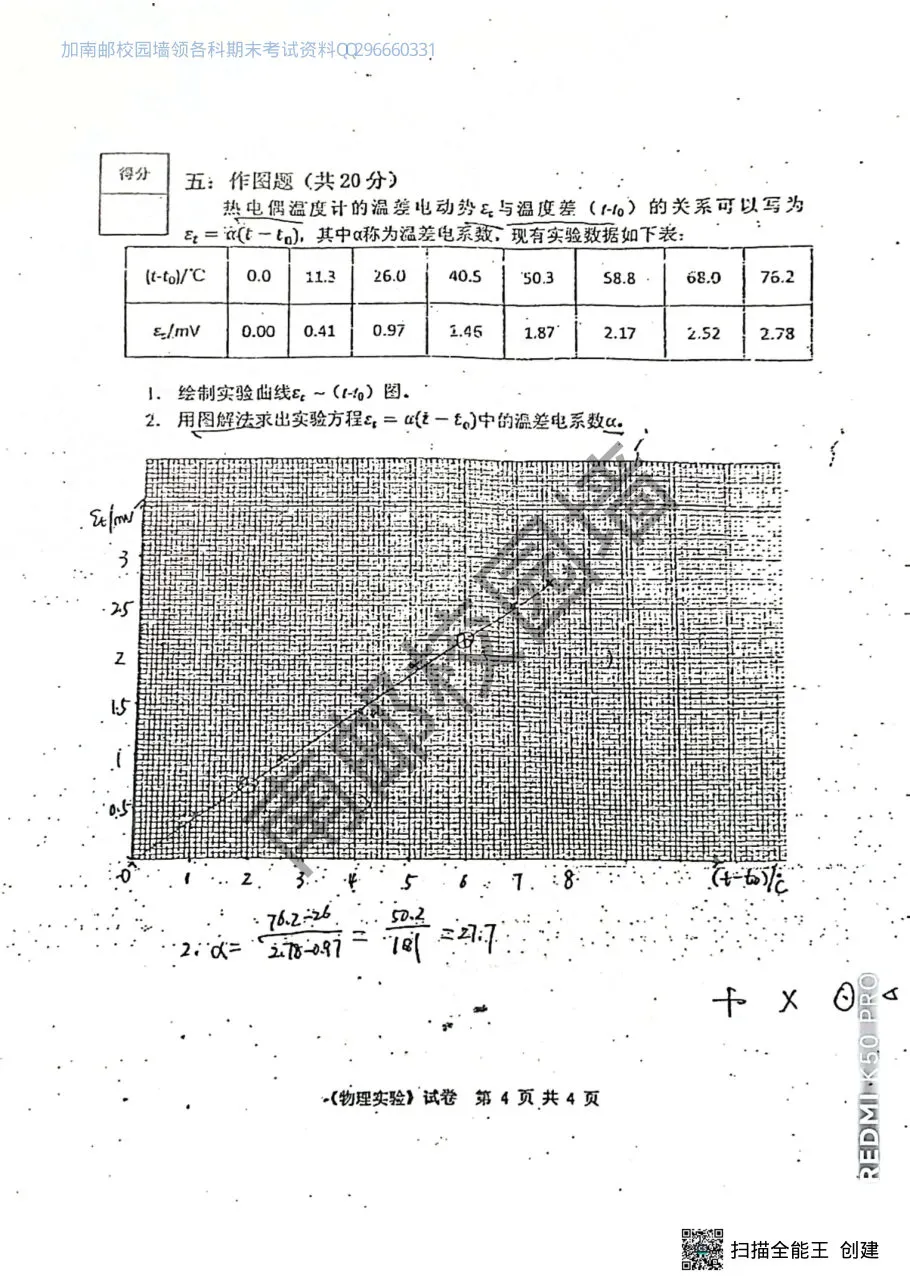 加南邮校园墙领各科期末考试资料QQ296660331
得分
五：作图题（共20分）
热电偶温度计的温差电动势εt与温度差（t-t0）的关系可以写为
εt = α(t − t0)，其中α称为温差电系数，现有实验数据如下表：
(t-t0)/℃ 0.0 11.3 26.0 40.5 50.3 58.8 68.0 76.2
εt/mV 0.00 0.41 0.97 1.46 1.87 2.17 2.52 2.78
1. 绘制实验曲线εt ~（t-t0）图。
2. 用图解法求出实验方程εt = α(t − t0)中的温差电系数α。
εt/mV
3
2.5
2
1.5
1
0.5
0 1 2 3 4 5 6 7 8 (t-t0)/℃
南邮校园墙
2. α= 76.2-26 / 2.78-0.97 = 50.2 / 181 = 27.7
+ × ⊙ △
《物理实验》试卷 第 4 页 共 4 页
REDMI K50 PRO
扫描全能王 创建